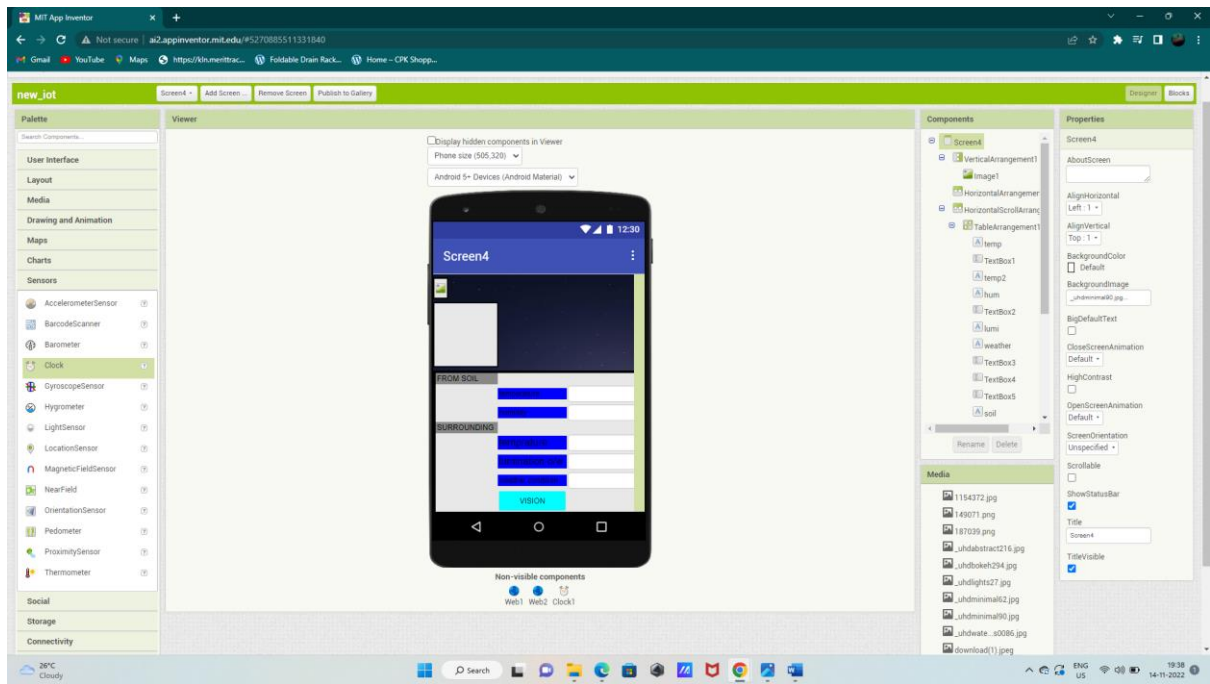 MIT App Inventor
Not secure | ai2.appinventor.mit.edu/#5270885511331840
Gmail YouTube Maps https://kln.merittrac... Foldable Drain Rack... Home – CPK Shopp...
new_iot Screen4 Add Screen ... Remove Screen Publish to Gallery Designer Blocks
Palette
Search Components...
User Interface
Layout
Media
Drawing and Animation
Maps
Charts
Sensors
AccelerometerSensor
BarcodeScanner
Barometer
Clock
GyroscopeSensor
Hygrometer
LightSensor
LocationSensor
MagneticFieldSensor
NearField
OrientationSensor
Pedometer
ProximitySensor
Thermometer
Social
Storage
Connectivity
Viewer
Display hidden components in Viewer
Phone size (505,320)
Android 5+ Devices (Android Material)
12:30
Screen4
FROM SOIL
SURROUNDING
VISION
Non-visible components
Web1 Web2 Clock1
Components
Screen4
VerticalArrangement1
Image1
HorizontalArrangemer
HorizontalScrollArrang
TableArrangement1
temp
TextBox1
temp2
hum
TextBox2
lumi
weather
TextBox3
TextBox4
TextBox5
soil
Rename Delete
Media
1154372.jpg
149071.png
187039.png
_uhdabstract216.jpg
_uhdbokeh294.jpg
_uhdlights27.jpg
_uhdminimal62.jpg
_uhdminimal90.jpg
_uhdwate...s0086.jpg
download(1).jpeg
Properties
Screen4
AboutScreen
AlignHorizontal
Left : 1
AlignVertical
Top : 1
BackgroundColor
Default
BackgroundImage
_uhdminimal90.jpg...
BigDefaultText
CloseScreenAnimation
Default
HighContrast
OpenScreenAnimation
Default
ScreenOrientation
Unspecified
Scrollable
ShowStatusBar
Title
Screen4
TitleVisible
26°C
Cloudy
Search
ENG
US
19:38
14-11-2022